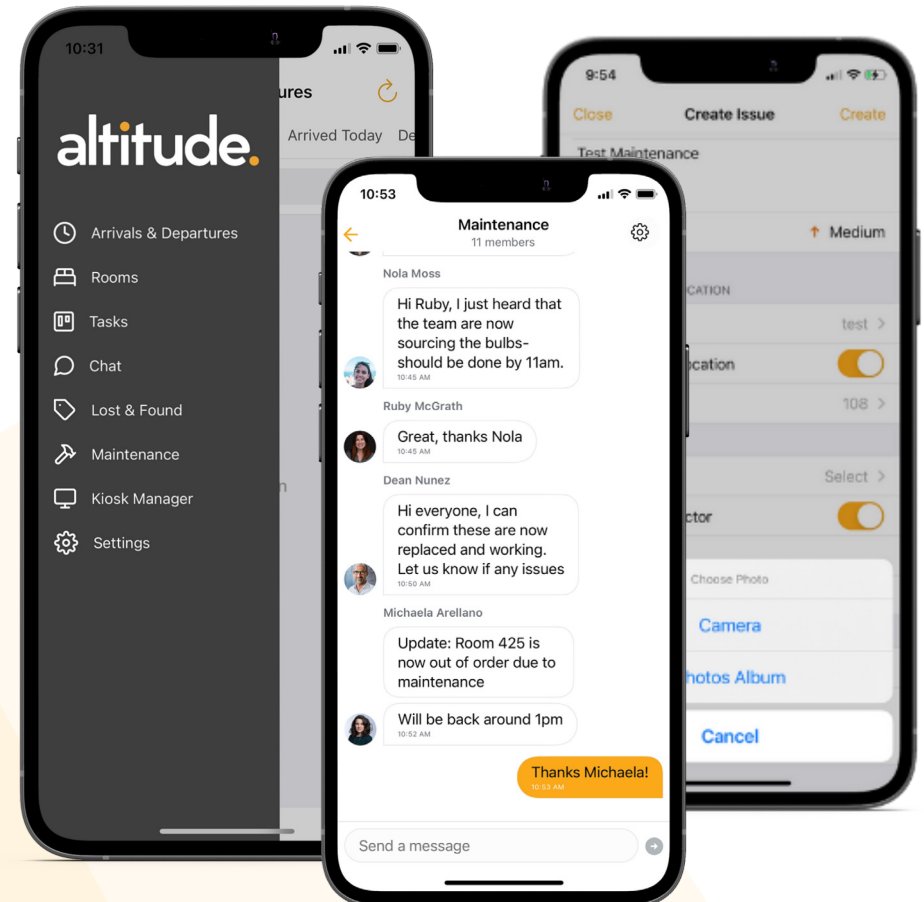 10:31
altitude.
Arrivals & Departures
Rooms
Tasks
Chat
Lost & Found
Maintenance
Kiosk Manager
Settings
ures
Arrived Today
De
n
10:53
Maintenance
11 members
Nola Moss
Hi Ruby, I just heard that
the team are now
sourcing the bulbs-
should be done by 11am.
10:45 AM
Ruby McGrath
Great, thanks Nola
10:45 AM
Dean Nunez
Hi everyone, I can
confirm these are now
replaced and working.
Let us know if any issues
10:50 AM
Michaela Arellano
Update: Room 425 is
now out of order due to
maintenance
Will be back around 1pm
10:52 AM
Thanks Michaela!
10:53 AM
Send a message
9:54
Close Create Issue Create
Test Maintenance
Medium
CATION
test >
ocation
108 >
Select >
ctor
Choose Photo
Camera
hotos Album
Cancel